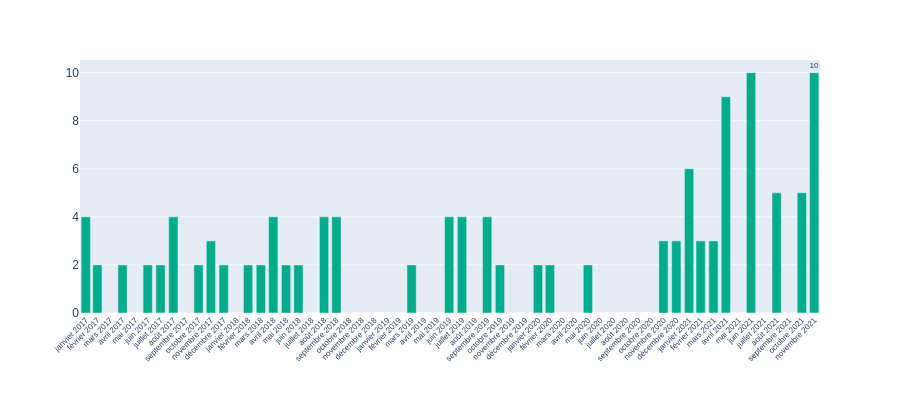 10
10
8
6
4
2
0
janvier 2017
février 2017
mars 2017
avril 2017
mai 2017
juin 2017
juillet 2017
août 2017
septembre 2017
octobre 2017
novembre 2017
décembre 2017
janvier 2018
février 2018
mars 2018
avril 2018
mai 2018
juin 2018
juillet 2018
août 2018
septembre 2018
octobre 2018
novembre 2018
décembre 2018
janvier 2019
février 2019
mars 2019
avril 2019
mai 2019
juin 2019
juillet 2019
août 2019
septembre 2019
octobre 2019
novembre 2019
décembre 2019
janvier 2020
février 2020
mars 2020
avril 2020
mai 2020
juin 2020
juillet 2020
août 2020
septembre 2020
octobre 2020
novembre 2020
décembre 2020
janvier 2021
février 2021
mars 2021
avril 2021
mai 2021
juin 2021
juillet 2021
août 2021
septembre 2021
octobre 2021
novembre 2021